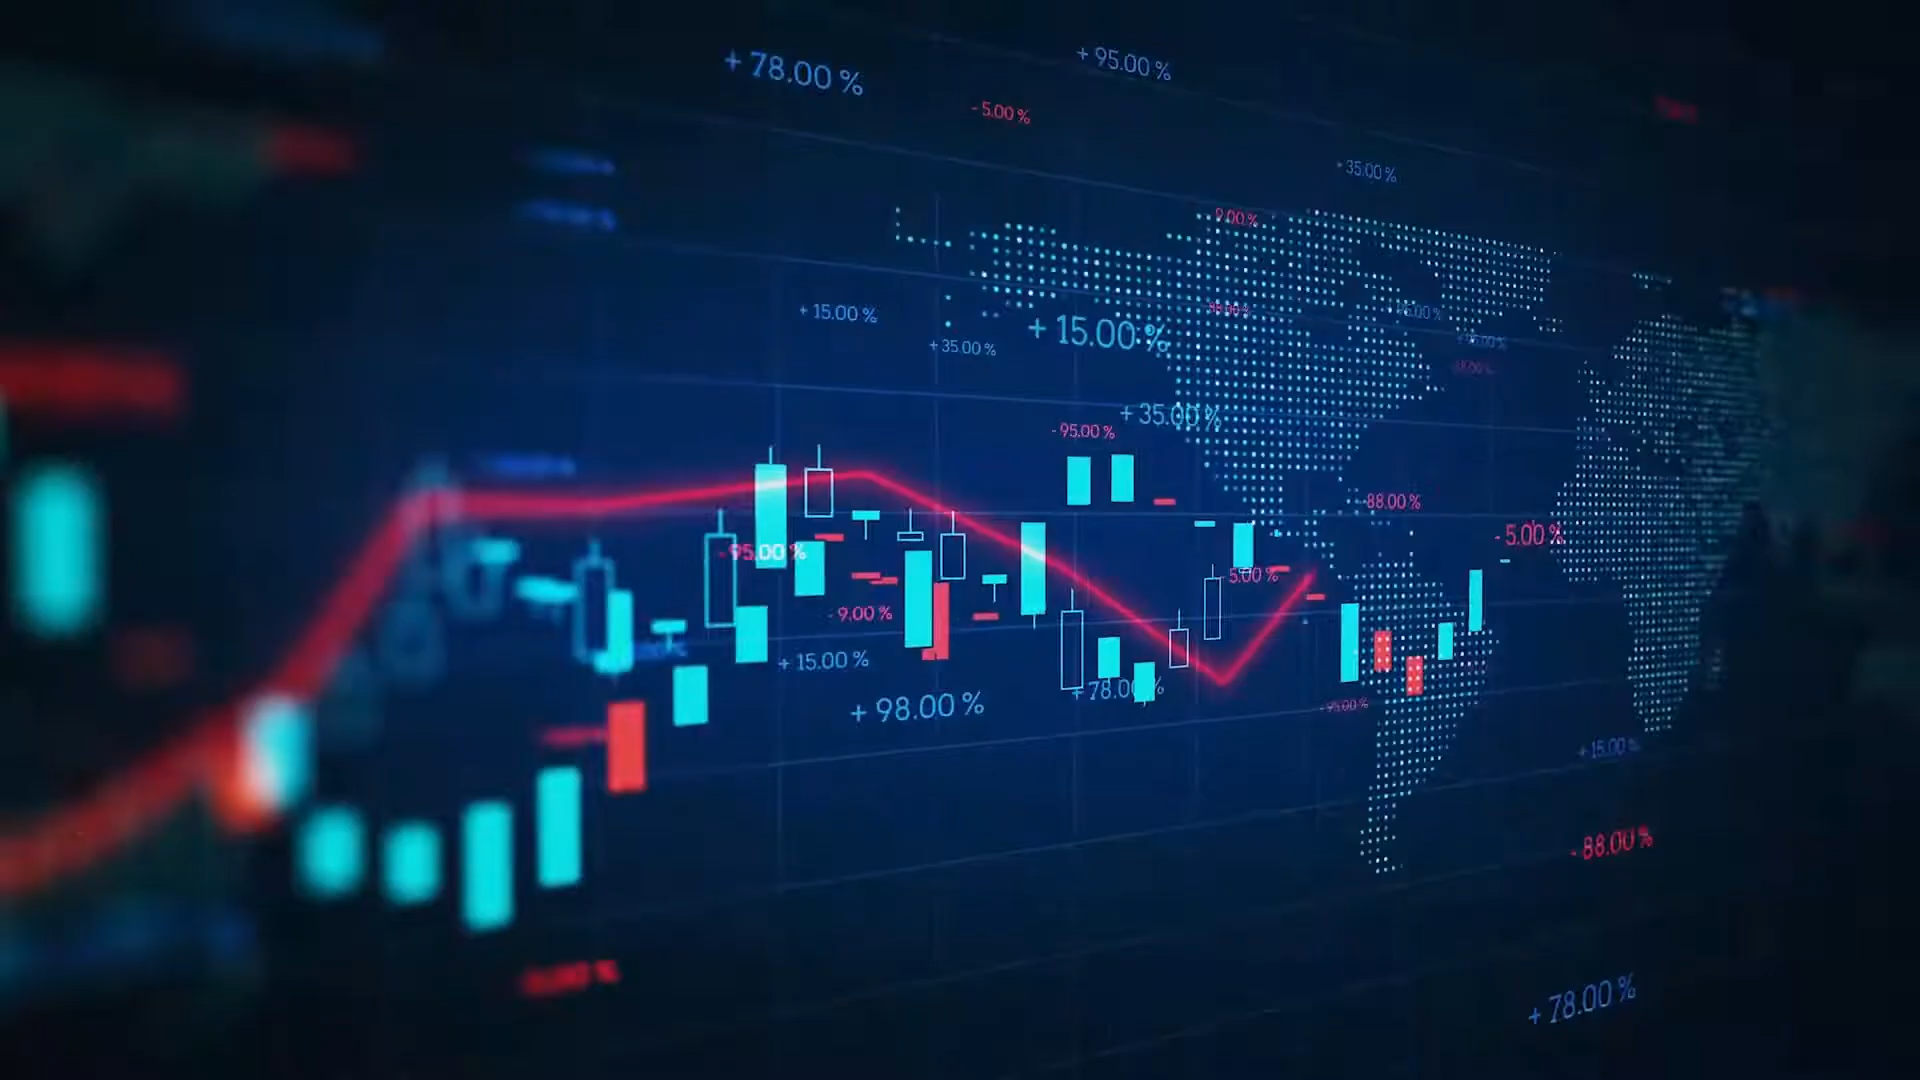 + 78.00 %
+ 95.00 %
- 5.00 %
+ 35.00 %
9.00 %
+ 15.00 %
+ 15.00 %
+ 35.00 %
+ 35.00 %
- 95.00 %
-88.00 %
- 5.00 %
- 95.00 %
- 5.00 %
- 9.00 %
+ 15.00 %
+ 98.00 %
+ 78.00 %
- 95.00 %
+ 15.00 %
- 88.00 %
+ 78.00 %